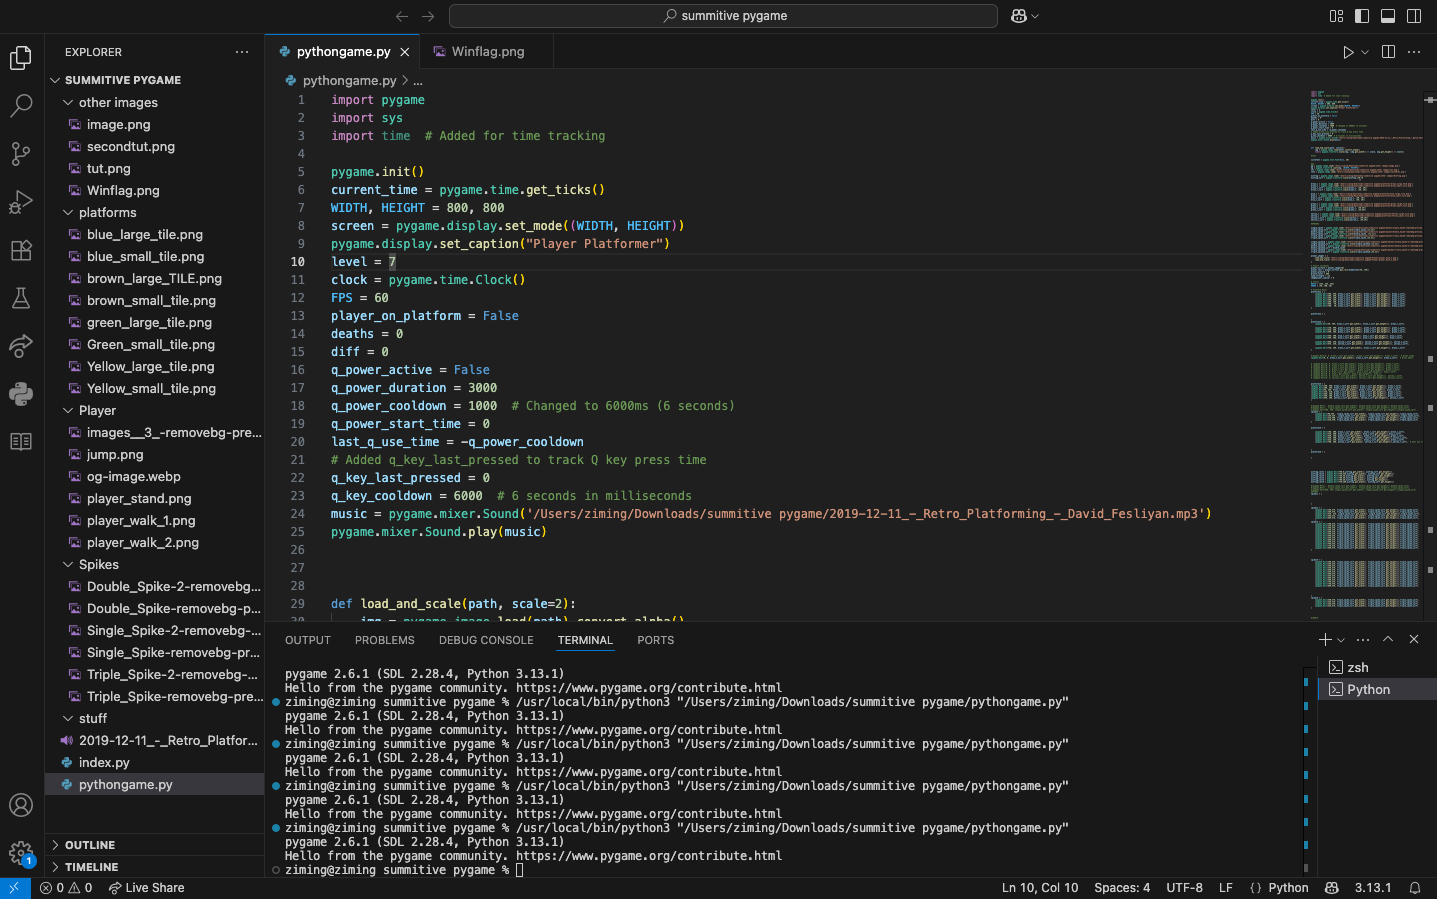 summitive pygame
EXPLORER
SUMMITIVE PYGAME
other images
image.png
secondtut.png
tut.png
Winflag.png
platforms
blue_large_tile.png
blue_small_tile.png
brown_large_TILE.png
brown_small_tile.png
green_large_tile.png
Green_small_tile.png
Yellow_large_tile.png
Yellow_small_tile.png
Player
images__3_-removebg-pre...
jump.png
og-image.webp
player_stand.png
player_walk_1.png
player_walk_2.png
Spikes
Double_Spike-2-removebg...
Double_Spike-removebg-p...
Single_Spike-2-removebg-...
Single_Spike-removebg-pr...
Triple_Spike-2-removebg-...
Triple_Spike-removebg-pre...
stuff
2019-12-11_-_Retro_Platfor...
index.py
pythongame.py
OUTLINE
TIMELINE
pythongame.py
Winflag.png
pythongame.py > ...
1 import pygame
2 import sys
3 import time  # Added for time tracking
4
5 pygame.init()
6 current_time = pygame.time.get_ticks()
7 WIDTH, HEIGHT = 800, 800
8 screen = pygame.display.set_mode((WIDTH, HEIGHT))
9 pygame.display.set_caption("Player Platformer")
10 level = 7
11 clock = pygame.time.Clock()
12 FPS = 60
13 player_on_platform = False
14 deaths = 0
15 diff = 0
16 q_power_active = False
17 q_power_duration = 3000
18 q_power_cooldown = 1000  # Changed to 6000ms (6 seconds)
19 q_power_start_time = 0
20 last_q_use_time = -q_power_cooldown
21 # Added q_key_last_pressed to track Q key press time
22 q_key_last_pressed = 0
23 q_key_cooldown = 6000  # 6 seconds in milliseconds
24 music = pygame.mixer.Sound('/Users/ziming/Downloads/summitive pygame/2019-12-11_-_Retro_Platforming_-_David_Fesliyan.mp3')
25 pygame.mixer.Sound.play(music)
26
27
28
29 def load_and_scale(path, scale=2):
30 img = pygame.image.load(path).convert_alpha()
OUTPUT PROBLEMS DEBUG CONSOLE TERMINAL PORTS
pygame 2.6.1 (SDL 2.28.4, Python 3.13.1)
Hello from the pygame community. https://www.pygame.org/contribute.html
ziming@ziming summitive pygame % /usr/local/bin/python3 "/Users/ziming/Downloads/summitive pygame/pythongame.py"
pygame 2.6.1 (SDL 2.28.4, Python 3.13.1)
Hello from the pygame community. https://www.pygame.org/contribute.html
ziming@ziming summitive pygame % /usr/local/bin/python3 "/Users/ziming/Downloads/summitive pygame/pythongame.py"
pygame 2.6.1 (SDL 2.28.4, Python 3.13.1)
Hello from the pygame community. https://www.pygame.org/contribute.html
ziming@ziming summitive pygame % /usr/local/bin/python3 "/Users/ziming/Downloads/summitive pygame/pythongame.py"
pygame 2.6.1 (SDL 2.28.4, Python 3.13.1)
Hello from the pygame community. https://www.pygame.org/contribute.html
ziming@ziming summitive pygame % /usr/local/bin/python3 "/Users/ziming/Downloads/summitive pygame/pythongame.py"
pygame 2.6.1 (SDL 2.28.4, Python 3.13.1)
Hello from the pygame community. https://www.pygame.org/contribute.html
ziming@ziming summitive pygame %
zsh
Python
1
0 0 Live Share
Ln 10, Col 10 Spaces: 4 UTF-8 LF {} Python 3.13.1